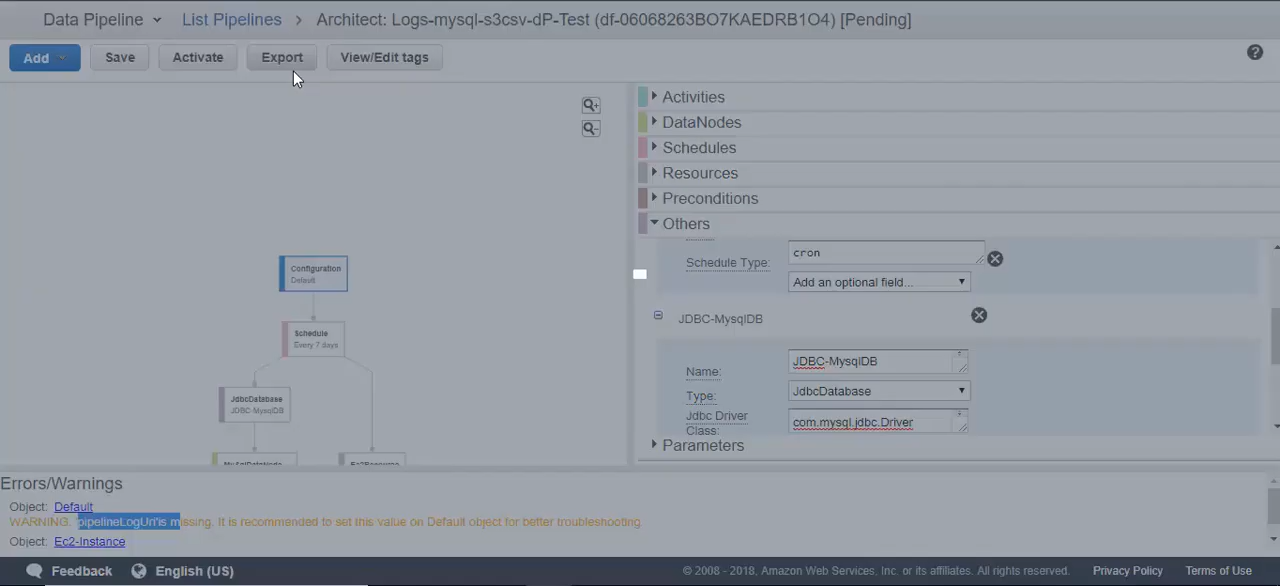 Data Pipeline List Pipelines > Architect: Logs-mysql-s3csv-dP-Test (df-06068263BO7KAEDRB1O4) [Pending]
Add Save Activate Export View/Edit tags
Activities
DataNodes
Schedules
Resources
Preconditions
Others
Schedule Type: cron
Add an optional field...
JDBC-MysqlDB
Name: JDBC-MysqlDB
Type: JdbcDatabase
Jdbc Driver Class: com.mysql.jdbc.Driver
Parameters
Configuration
Default
Schedule
Every 7 days
JdbcDatabase
JDBC-MysqlDB
MySqlDataNode Ec2Resource
Errors/Warnings
Object: Default
WARNING: 'pipelineLogUri'is missing. It is recommended to set this value on Default object for better troubleshooting.
Object: Ec2-Instance
Feedback English (US) © 2008 - 2018, Amazon Web Services, Inc. or its affiliates. All rights reserved. Privacy Policy Terms of Use